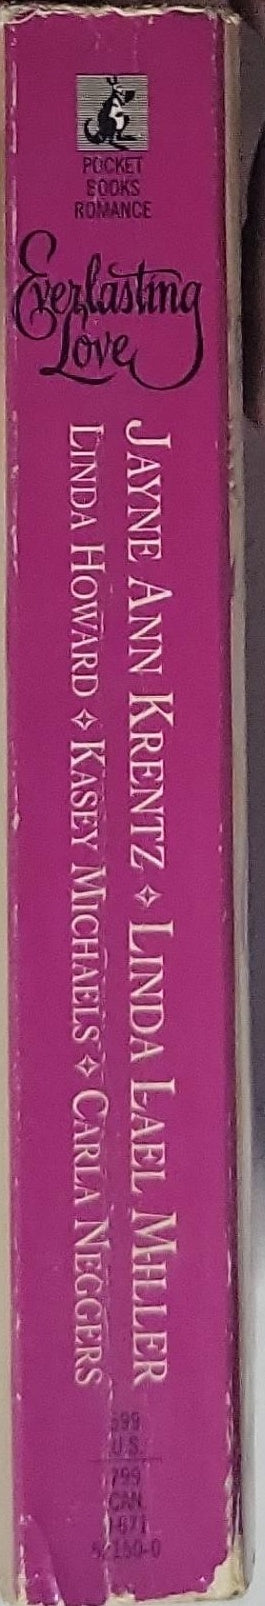 POCKET
BOOKS
ROMANCE
Everlasting
Love
JAYNE ANN KRENTZ ✧ LINDA LAEL MILLER
LINDA HOWARD ✧ KASEY MICHAELS ✧ CARLA NEGGERS
599
U.S.
799
CAN.